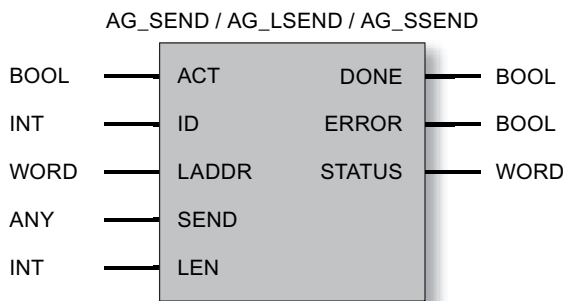 AG_SEND / AG_LSEND / AG_SSEND
BOOL ACT DONE BOOL
INT ID ERROR BOOL
WORD LADDR STATUS WORD
ANY SEND
INT LEN